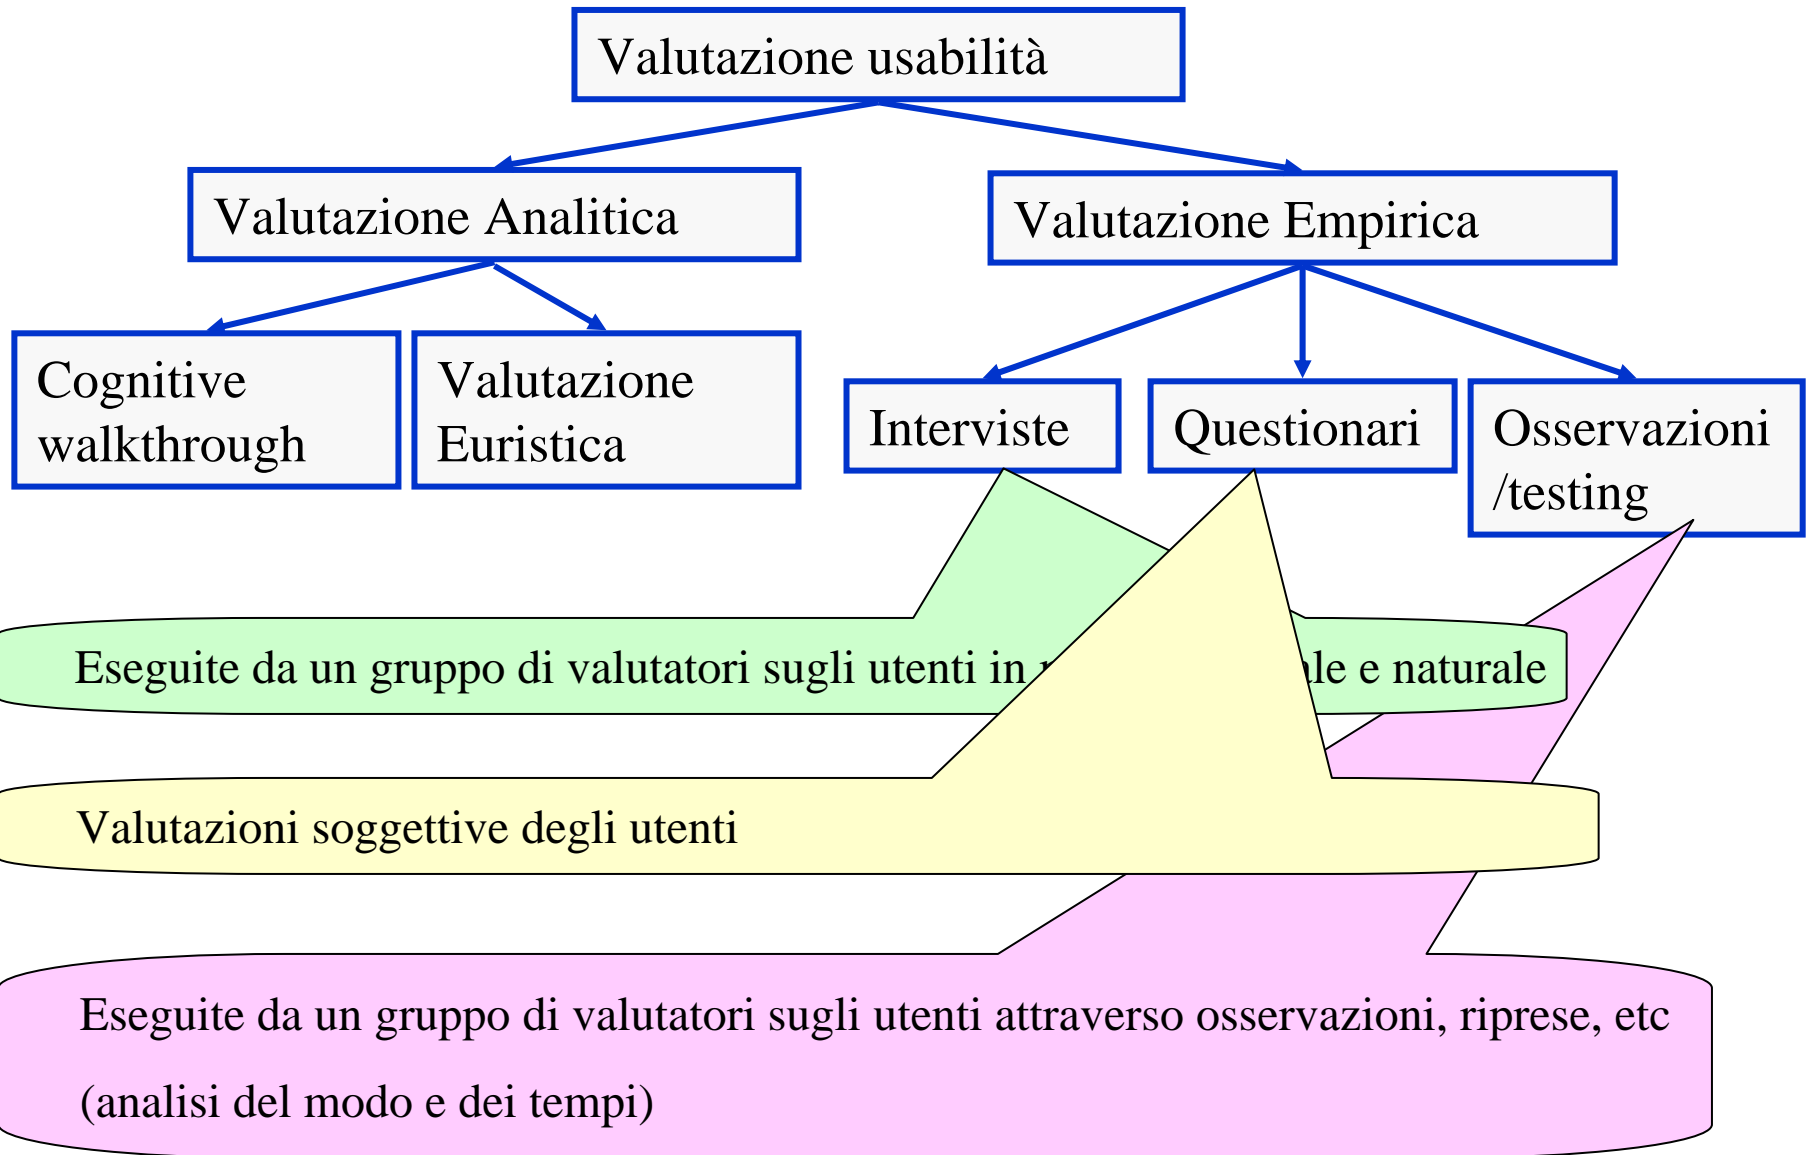 Valutazione usabilità
Valutazione Analitica
Valutazione Empirica
Cognitive
walkthrough
Valutazione
Euristica
Interviste
Questionari
Osservazioni
/testing
Eseguite da un gruppo di valutatori sugli utenti in e naturale
Valutazioni soggettive degli utenti
Eseguite da un gruppo di valutatori sugli utenti attraverso osservazioni, riprese, etc
(analisi del modo e dei tempi)